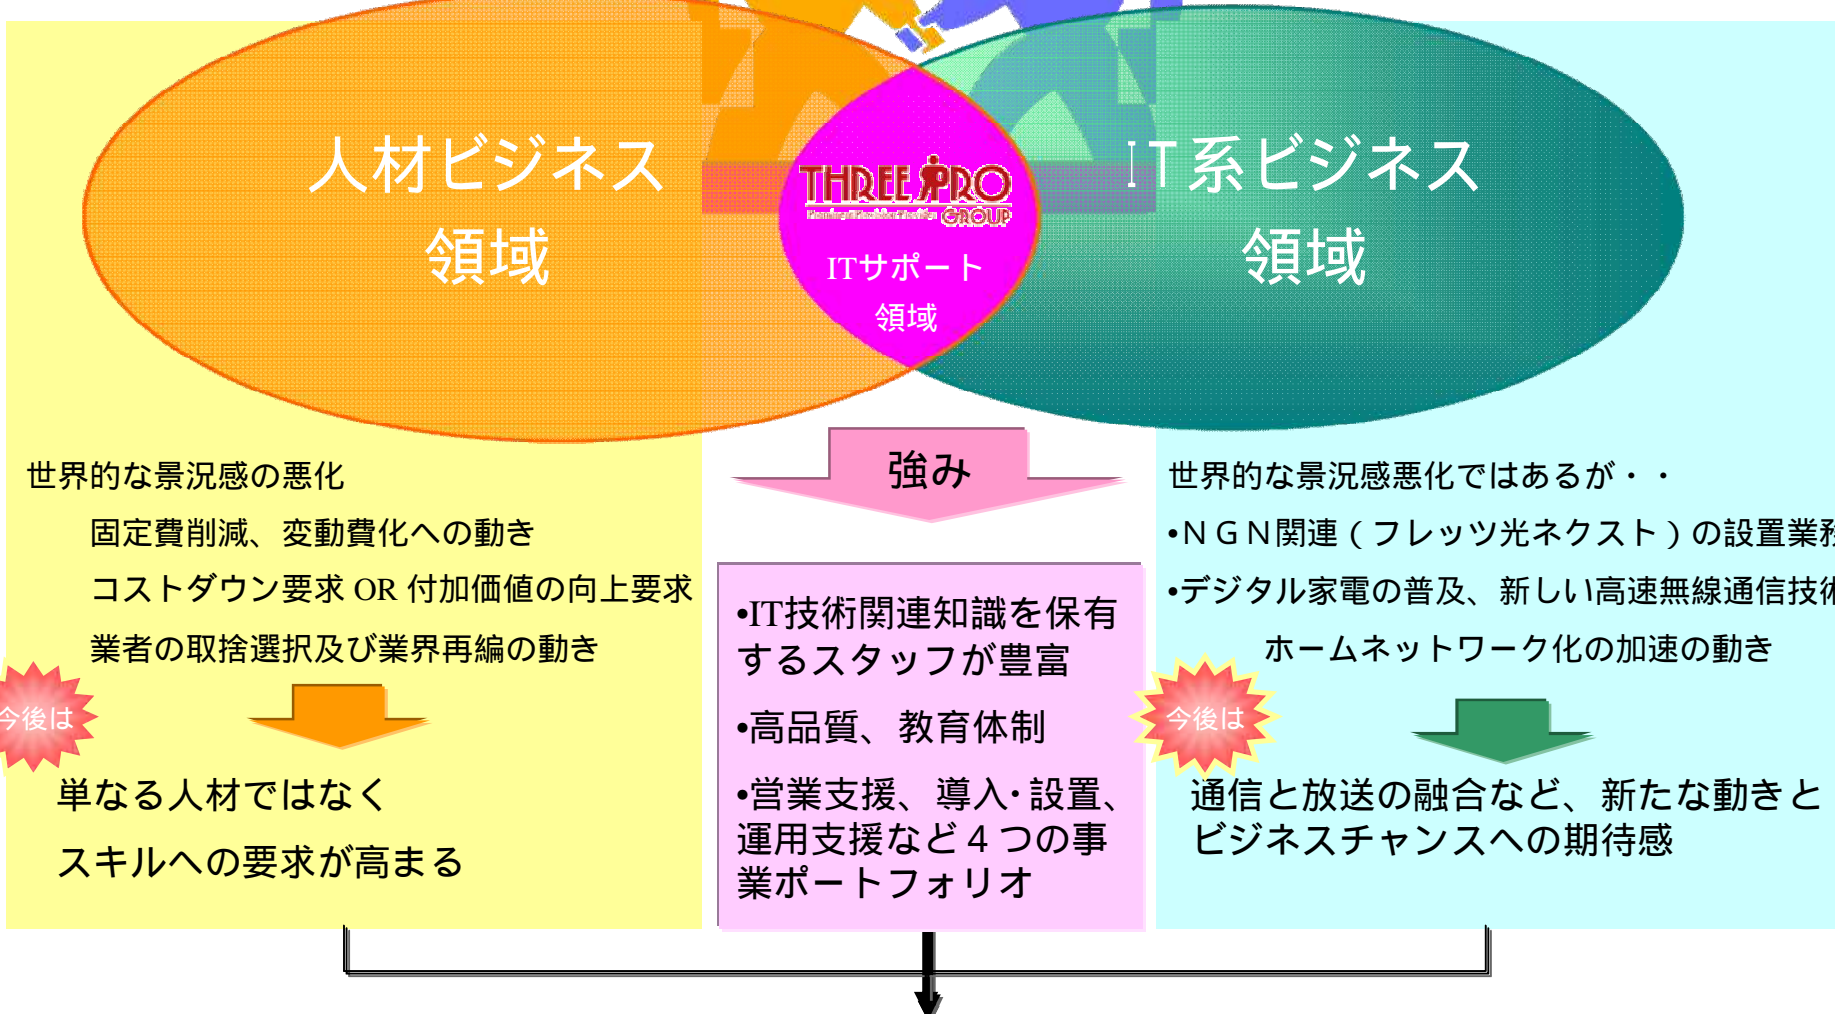 人材ビジネス
領域
THREE PRO
GROUP
ITサポート
領域
IT系ビジネス
領域
世界的な景況感の悪化
固定費削減、変動費化への動き
コストダウン要求 OR 付加価値の向上要求
業者の取捨選択及び業界再編の動き
今後は
単なる人材ではなく
スキルへの要求が高まる
強み
•IT技術関連知識を保有
するスタッフが豊富
•高品質、教育体制
•営業支援、導入・設置、
運用支援など４つの事
業ポートフォリオ
世界的な景況感悪化ではあるが・・
•ＮＧＮ関連（フレッツ光ネクスト）の設置業務
•デジタル家電の普及、新しい高速無線通信技術
ホームネットワーク化の加速の動き
今後は
通信と放送の融合など、新たな動きと
ビジネスチャンスへの期待感